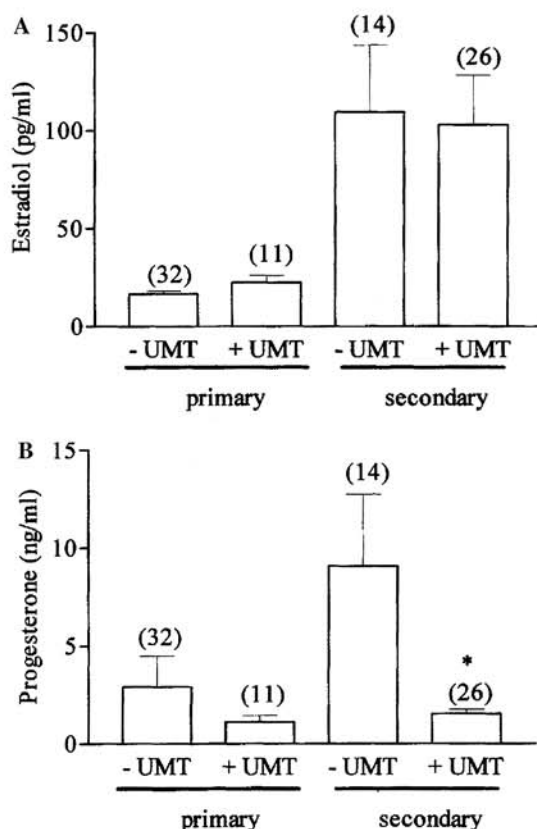 A
Estradiol (pg/ml)
150
100
50
0
(32)
(11)
(14)
(26)
- UMT + UMT - UMT + UMT
primary secondary
B
Progesterone (ng/ml)
15
10
5
0
(32)
(11)
(14)
*
(26)
- UMT + UMT - UMT + UMT
primary secondary